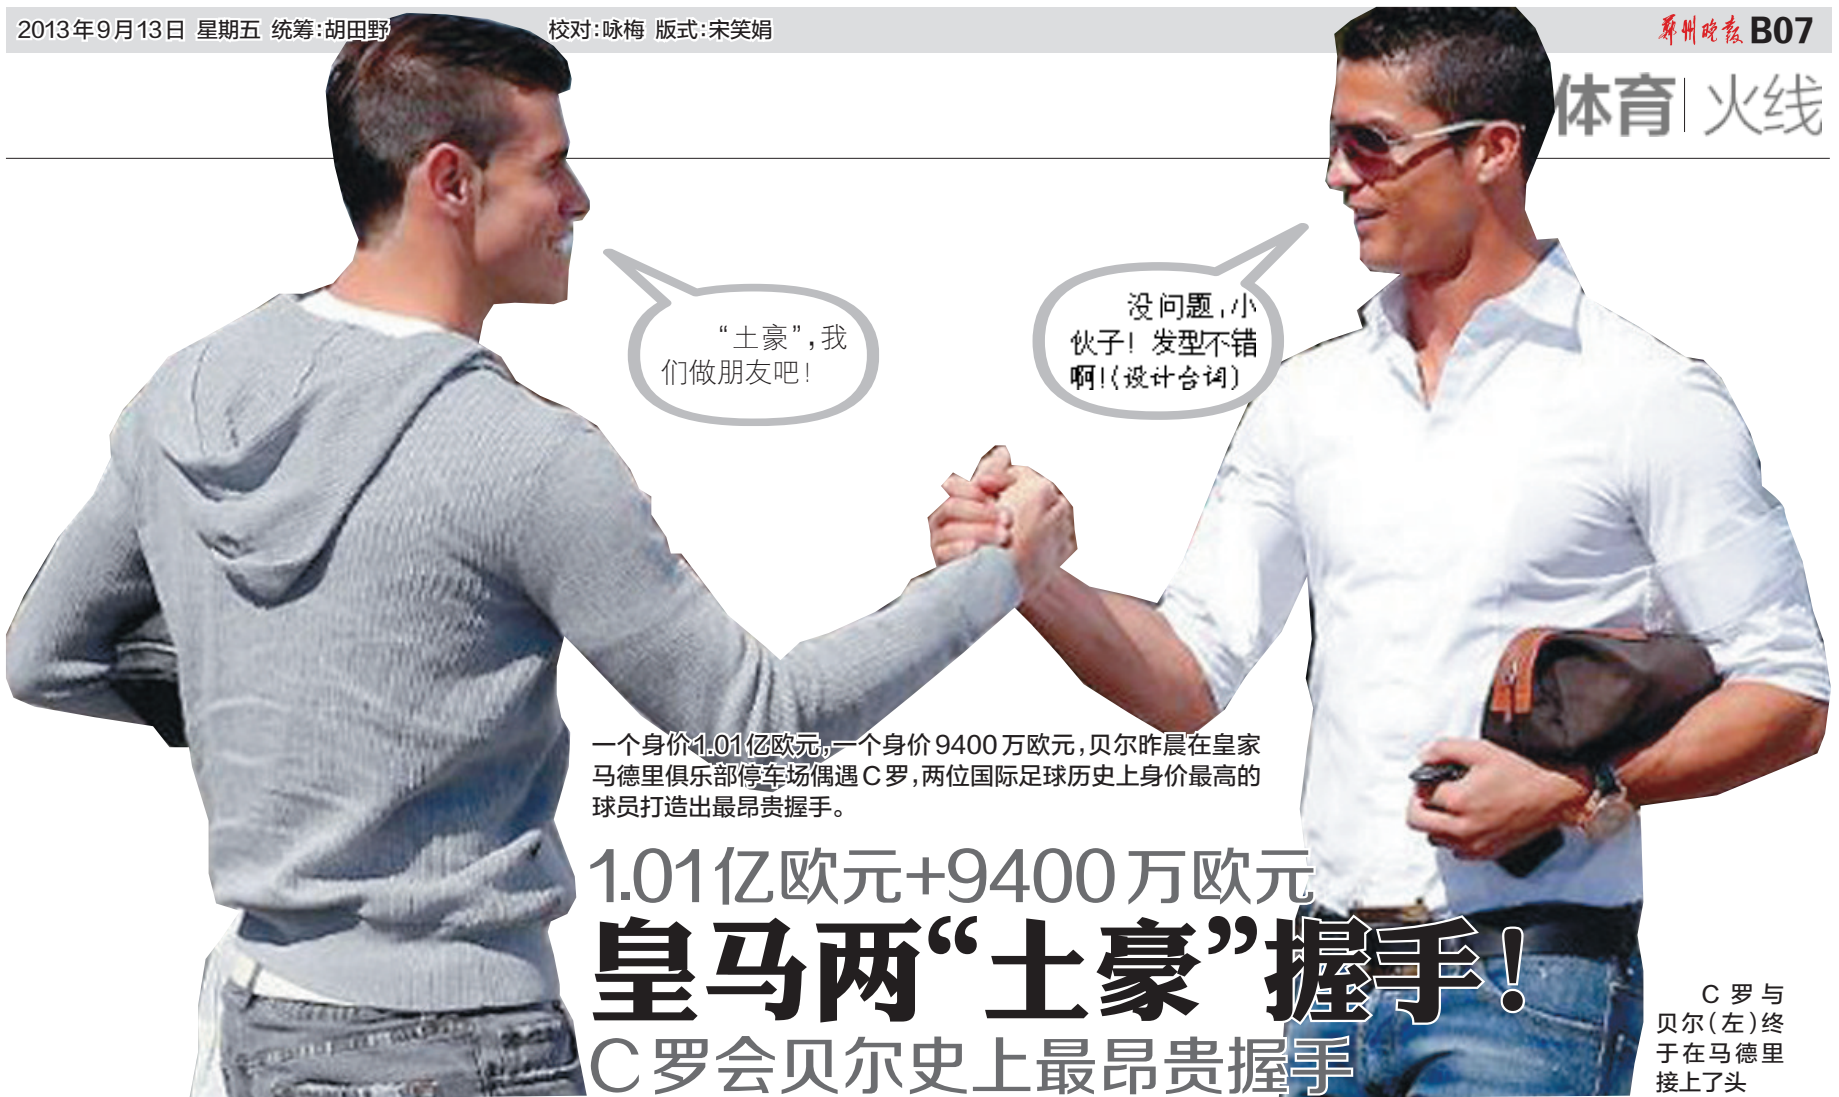 2013年9月13日 星期五 统筹:胡田野
校对:咏梅 版式:宋笑娟
郑州晚报 B07
体育 火线
“土豪”,我
们做朋友吧!
没问题,小
伙子! 发型不错
啊!(设计台词)
一个身价1.01亿欧元,一个身价9400万欧元,贝尔昨晨在皇家
马德里俱乐部停车场偶遇C罗,两位国际足球历史上身价最高的
球员打造出最昂贵握手。
1.01亿欧元+9400万欧元
皇马两“土豪”握手!
C罗会贝尔史上最昂贵握手
C罗与
贝尔(左)终
于在马德里
接上了头